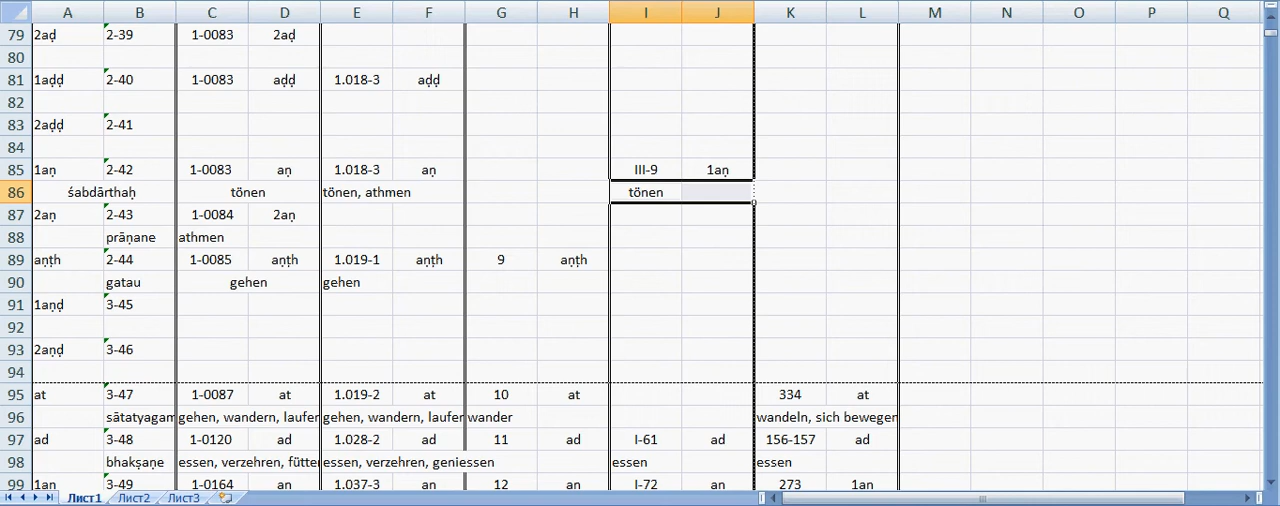 A B C D E F G H I J K L M N O P Q
79 2aḍ 2-39 1-0083 2aḍ
80
81 1aḍḍ 2-40 1-0083 aḍḍ 1.018-3 aḍḍ
82
83 2aḍḍ 2-41
84
85 1aṇ 2-42 1-0083 aṇ 1.018-3 aṇ III-9 1aṇ
86 śabdārthaḥ tönen tönen, athmen tönen
87 2aṇ 2-43 1-0084 2aṇ
88 prāṇane athmen
89 aṇṭh 2-44 1-0085 aṇṭh 1.019-1 aṇṭh 9 aṇṭh
90 gatau gehen gehen
91 1aṇḍ 3-45
92
93 2aṇḍ 3-46
94
95 at 3-47 1-0087 at 1.019-2 at 10 at 334 at
96 sātatyagam gehen, wandern, laufer gehen, wandern, laufer wander wandeln, sich bewegen
97 ad 3-48 1-0120 ad 1.028-2 ad 11 ad I-61 ad 156-157 ad
98 bhakṣaṇe essen, verzehren, fütte essen, verzehren, geniessen essen essen
99 1an 3-49 1-0164 an 1.037-3 an 12 an I-72 an 273 1an
Лист1 Лист2 Лист3